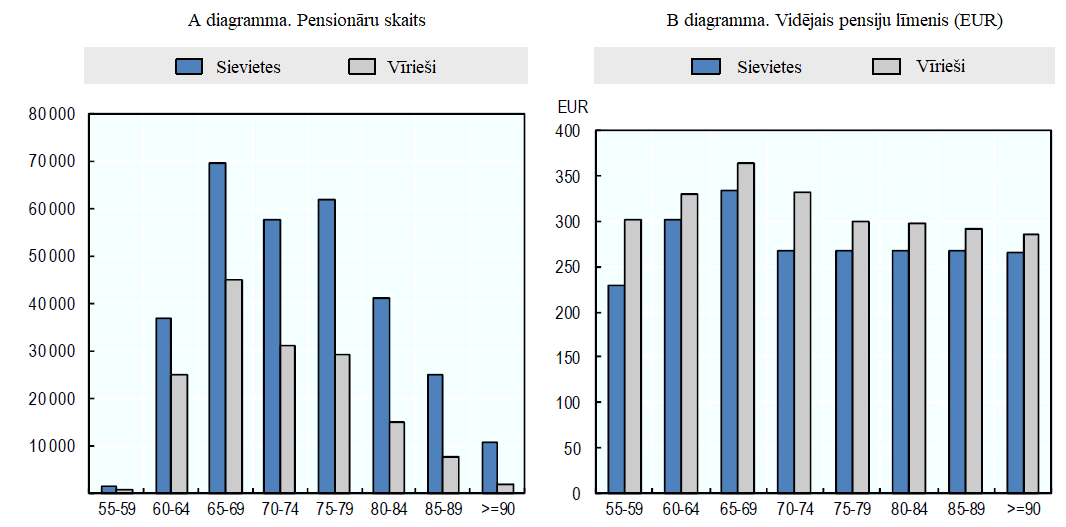 A diagramma. Pensionāru skaits
Sievietes Vīrieši
80 000
70 000
60 000
50 000
40 000
30 000
20 000
10 000
55-59 60-64 65-69 70-74 75-79 80-84 85-89 >=90
B diagramma. Vidējais pensiju līmenis (EUR)
Sievietes Vīrieši
EUR
400
350
300
250
200
150
100
50
0
55-59 60-64 65-69 70-74 75-79 80-84 85-89 >=90